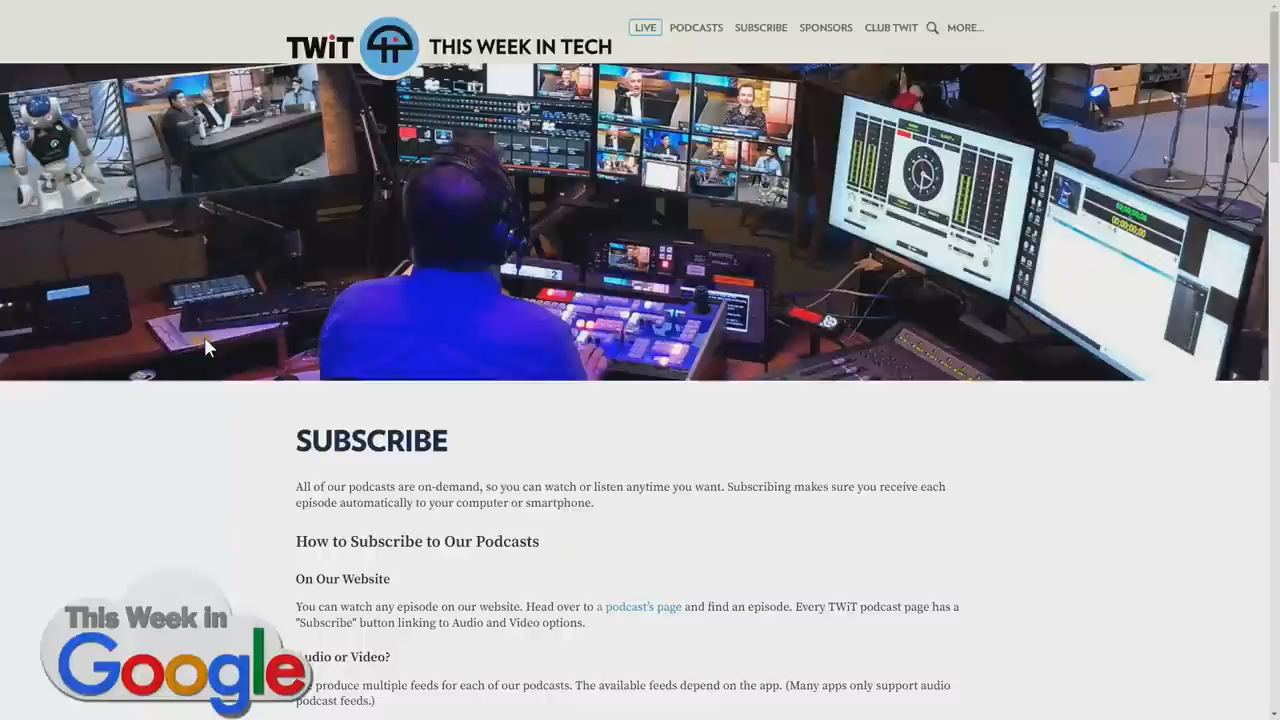 TWiT
THIS WEEK IN TECH
LIVE
PODCASTS
SUBSCRIBE
SPONSORS
CLUB TWIT
MORE...
SUBSCRIBE
All of our podcasts are on-demand, so you can watch or listen anytime you want. Subscribing makes sure you receive each
episode automatically to your computer or smartphone.
How to Subscribe to Our Podcasts
On Our Website
You can watch any episode on our website. Head over to a podcast's page and find an episode. Every TWiT podcast page has a
"Subscribe" button linking to Audio and Video options.
udio or Video?
produce multiple feeds for each of our podcasts. The available feeds depend on the app. (Many apps only support audio
podcast feeds.)
This Week in
Google